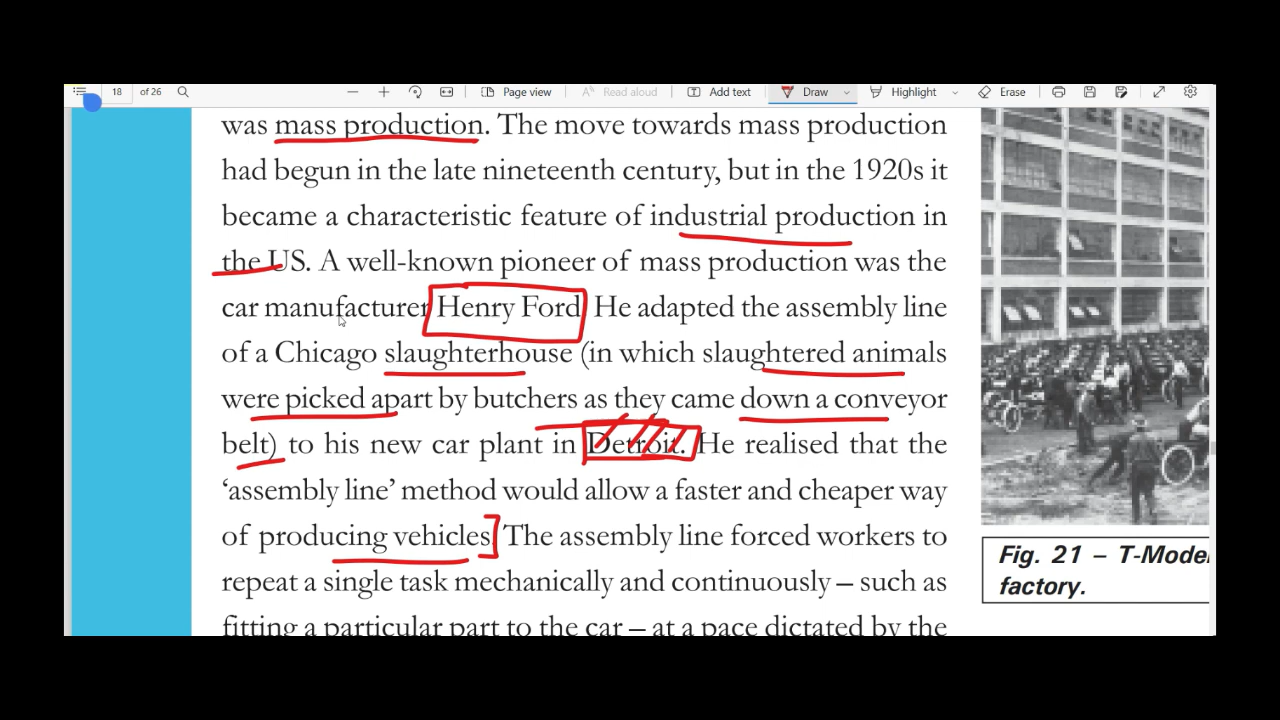 18 of 26 Page view Read aloud Add text Draw Highlight Erase
was mass production. The move towards mass production
had begun in the late nineteenth century, but in the 1920s it
became a characteristic feature of industrial production in
the US. A well-known pioneer of mass production was the
car manufacturer Henry Ford. He adapted the assembly line
of a Chicago slaughterhouse (in which slaughtered animals
were picked apart by butchers as they came down a conveyor
belt) to his new car plant in Detroit. He realised that the
‘assembly line’ method would allow a faster and cheaper way
of producing vehicles. The assembly line forced workers to
repeat a single task mechanically and continuously – such as
fitting a particular part to the car – at a pace dictated by the
Fig. 21 – T-Model
factory.